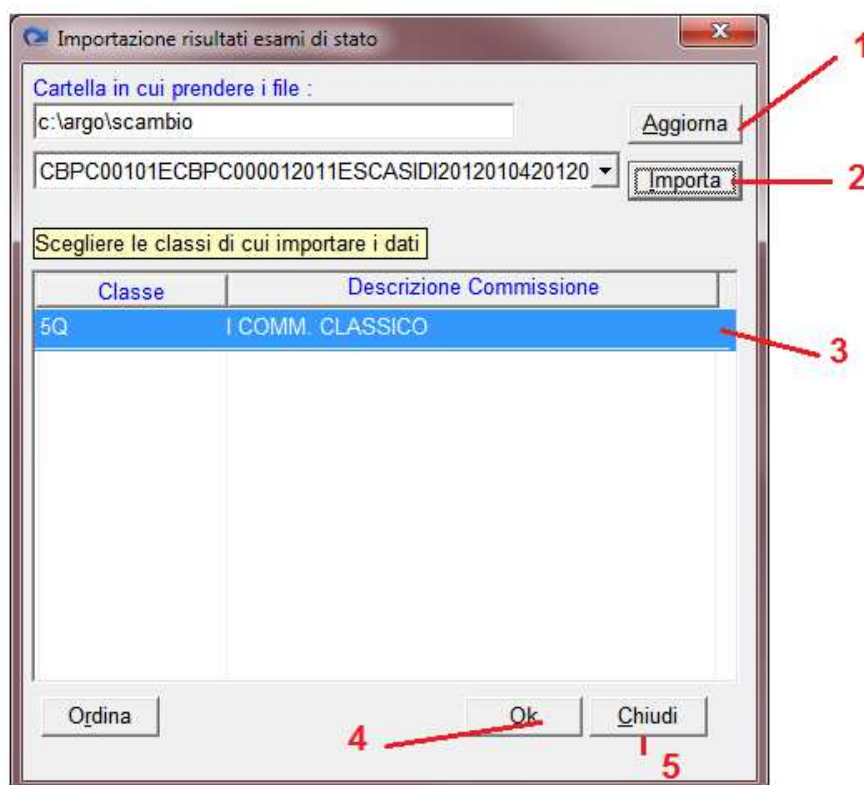 Importazione risultati esami di stato
1
Cartella in cui prendere i file :
c:\argo\scambio
Aggiorna
CBPC00101ECBPC000012011ESCASIDI2012010420120
Importa
2
Scegliere le classi di cui importare i dati
Classe Descrizione Commissione
5Q I COMM. CLASSICO
3
Ordina Ok Chiudi
4
5